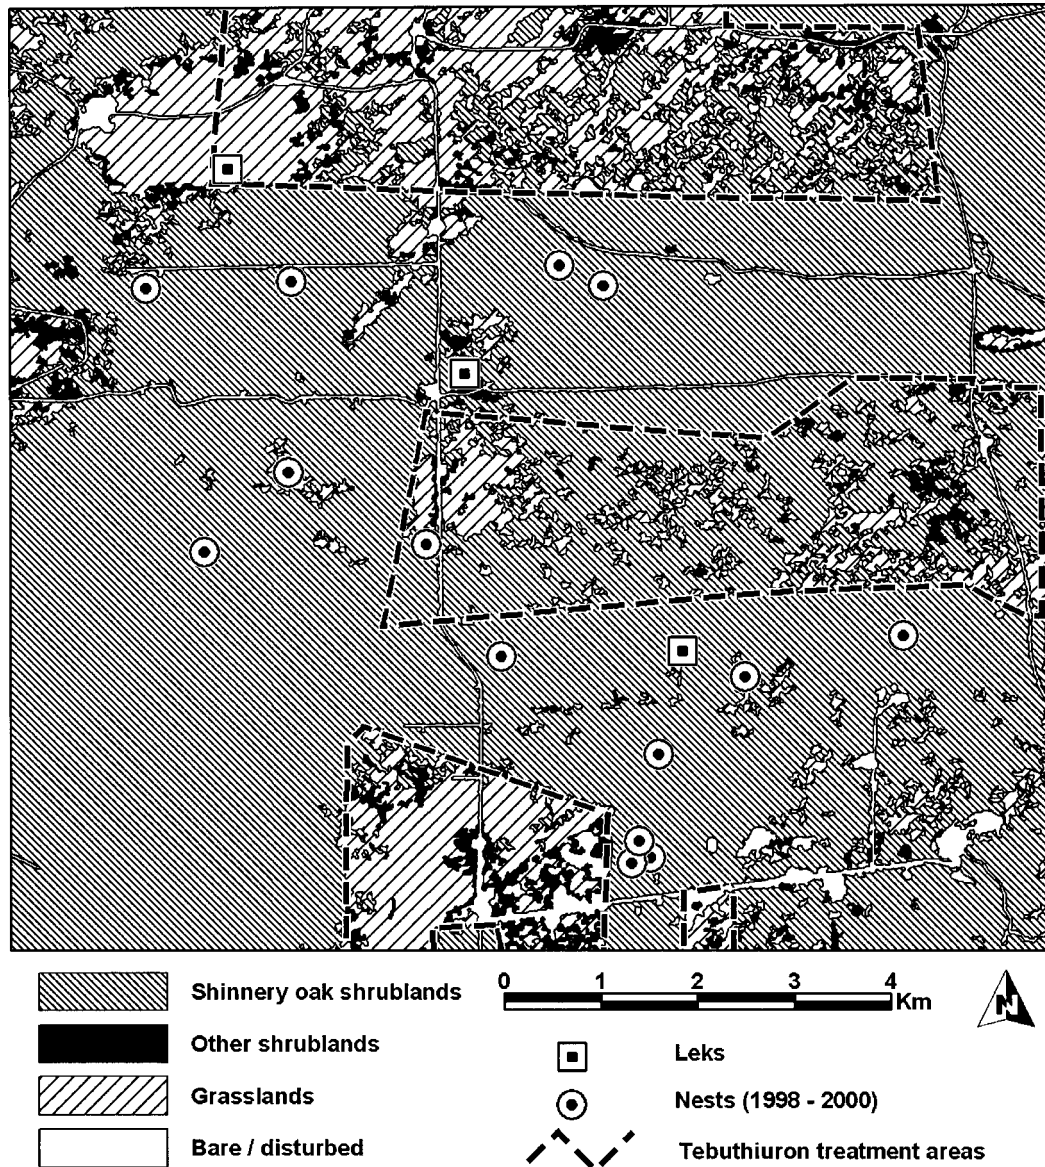 Shinnery oak shrublands
Other shrublands
Grasslands
Bare / disturbed
0 1 2 3 4
Km
N
Leks
Nests (1998 - 2000)
Tebuthiuron treatment areas